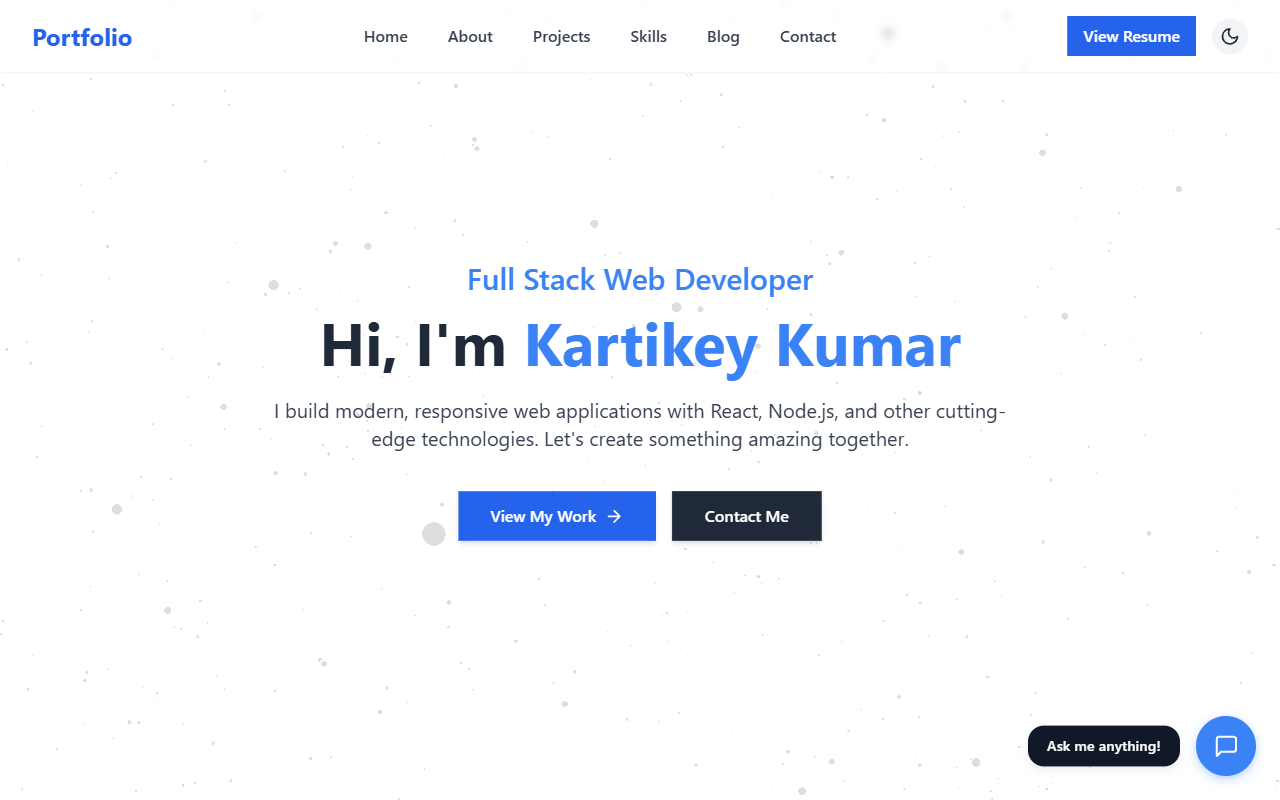 Portfolio
Home
About
Projects
Skills
Blog
Contact
View Resume
Full Stack Web Developer
Hi, I'm Kartikey Kumar
I build modern, responsive web applications with React, Node.js, and other cutting-
edge technologies. Let's create something amazing together.
View My Work
Contact Me
Ask me anything!